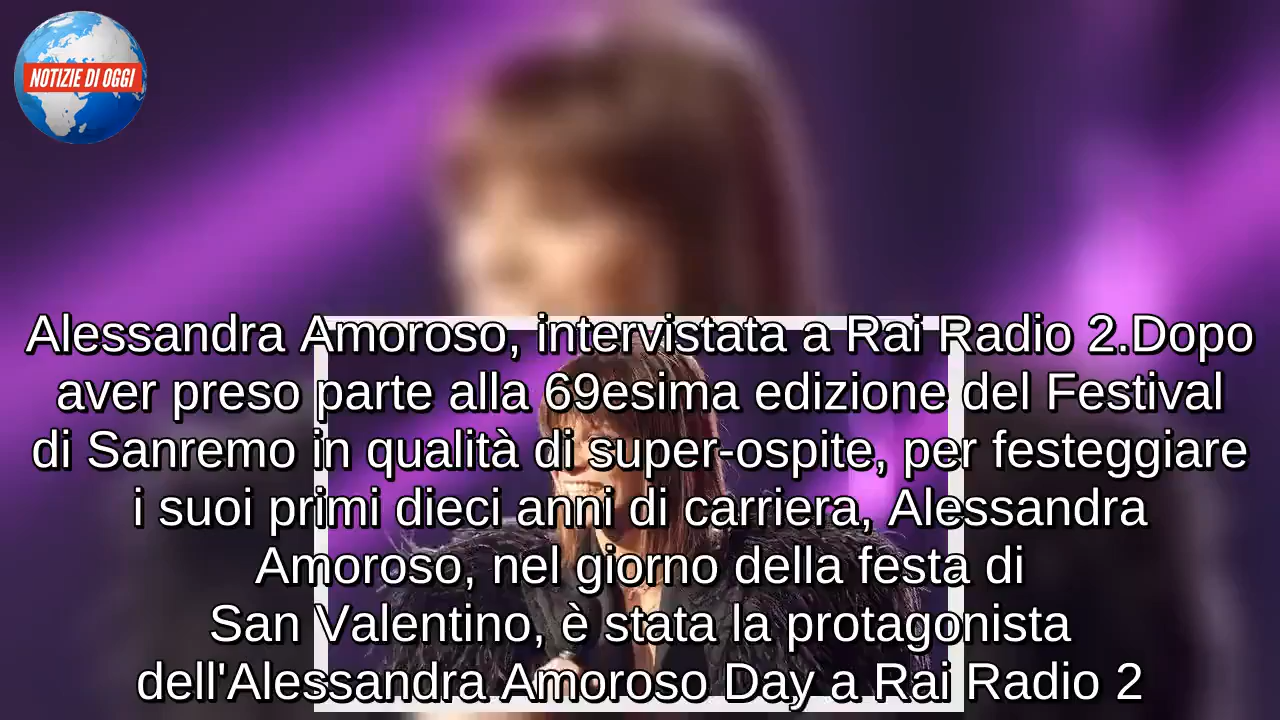 NOTIZIE DI OGGI
Alessandra Amoroso, intervistata a Rai Radio 2.Dopo
aver preso parte alla 69esima edizione del Festival
di Sanremo in qualità di super-ospite, per festeggiare
i suoi primi dieci anni di carriera, Alessandra
Amoroso, nel giorno della festa di
San Valentino, è stata la protagonista
dell'Alessandra Amoroso Day a Rai Radio 2